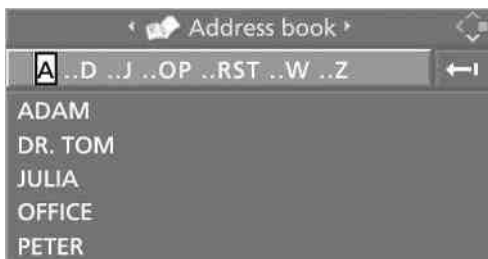 Address book
A ..D ..J ..OP ..RST ..W ..Z
ADAM
DR. TOM
JULIA
OFFICE
PETER